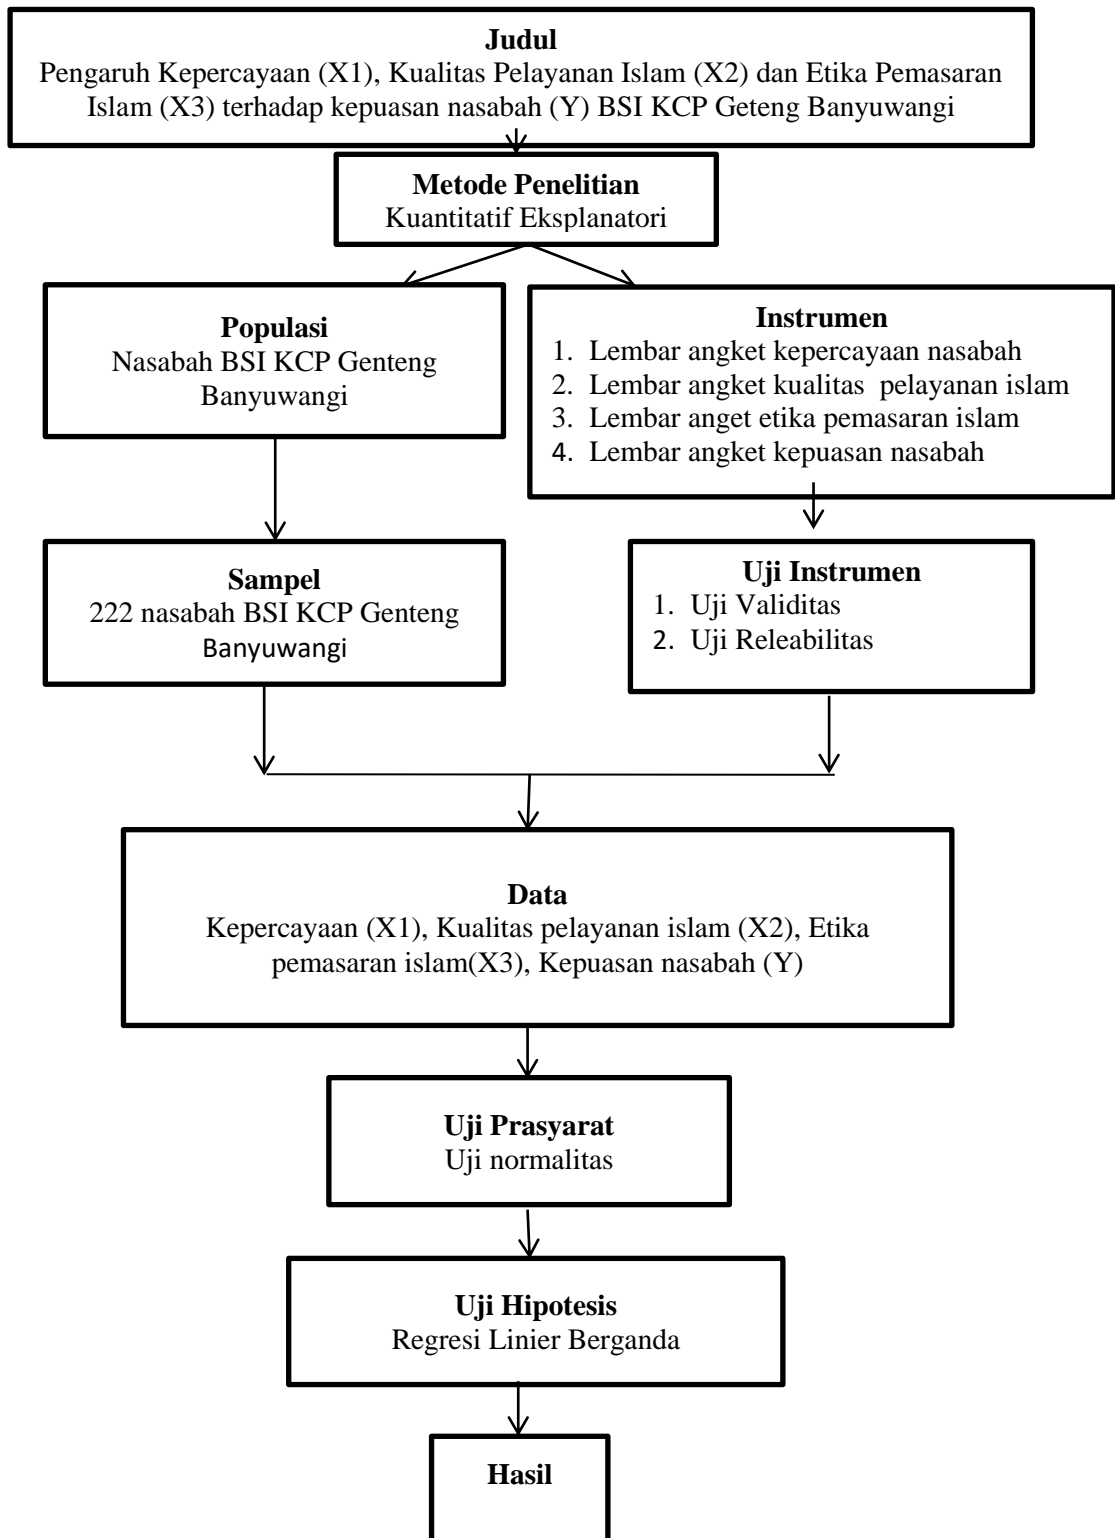 Judul
Pengaruh Kepercayaan (X1), Kualitas Pelayanan Islam (X2) dan Etika Pemasaran
Islam (X3) terhadap kepuasan nasabah (Y) BSI KCP Geteng Banyuwangi
Metode Penelitian
Kuantitatif Eksplanatori
Populasi
Nasabah BSI KCP Genteng
Banyuwangi
Instrumen
1. Lembar angket kepercayaan nasabah
2. Lembar angket kualitas pelayanan islam
3. Lembar anget etika pemasaran islam
4. Lembar angket kepuasan nasabah
Sampel
222 nasabah BSI KCP Genteng
Banyuwangi
Uji Instrumen
1. Uji Validitas
2. Uji Releabilitas
Data
Kepercayaan (X1), Kualitas pelayanan islam (X2), Etika
pemasaran islam(X3), Kepuasan nasabah (Y)
Uji Prasyarat
Uji normalitas
Uji Hipotesis
Regresi Linier Berganda
Hasil